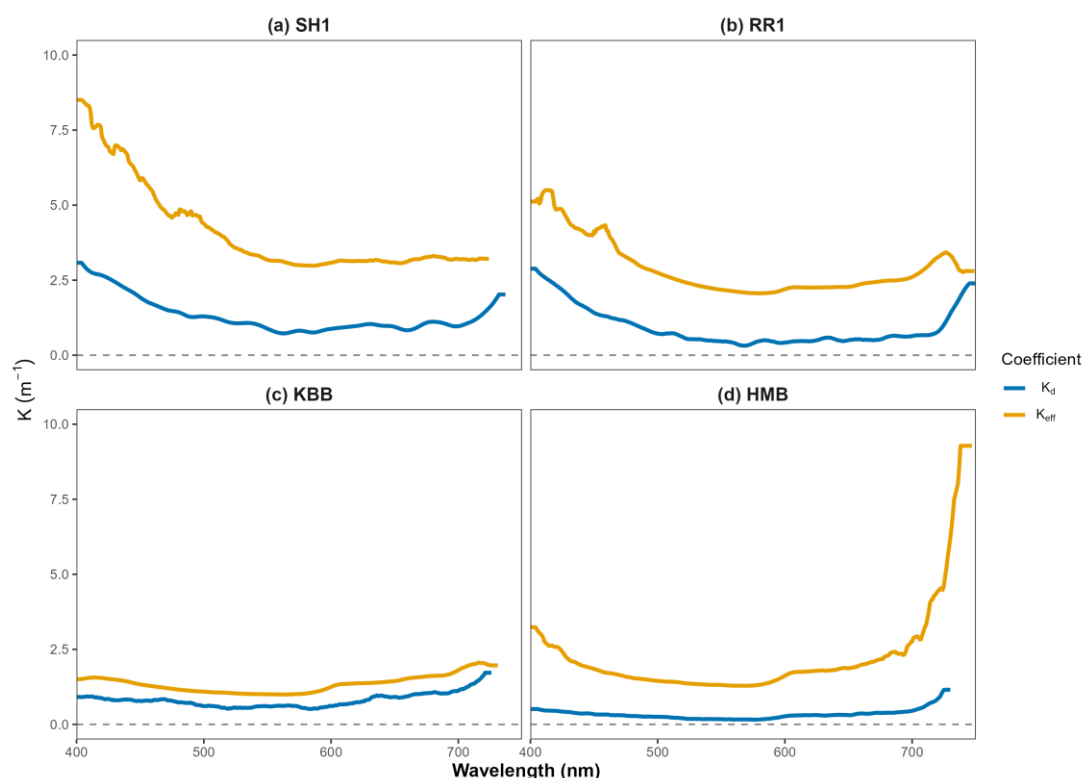 (a) SH1
(b) RR1
10.0
7.5
5.0
2.5
0.0
K (m⁻¹)
(c) KBB
(d) HMB
10.0
7.5
5.0
2.5
0.0
400
500
600
700
400
500
600
700
Wavelength (nm)
Coefficient
K_d
K_eff